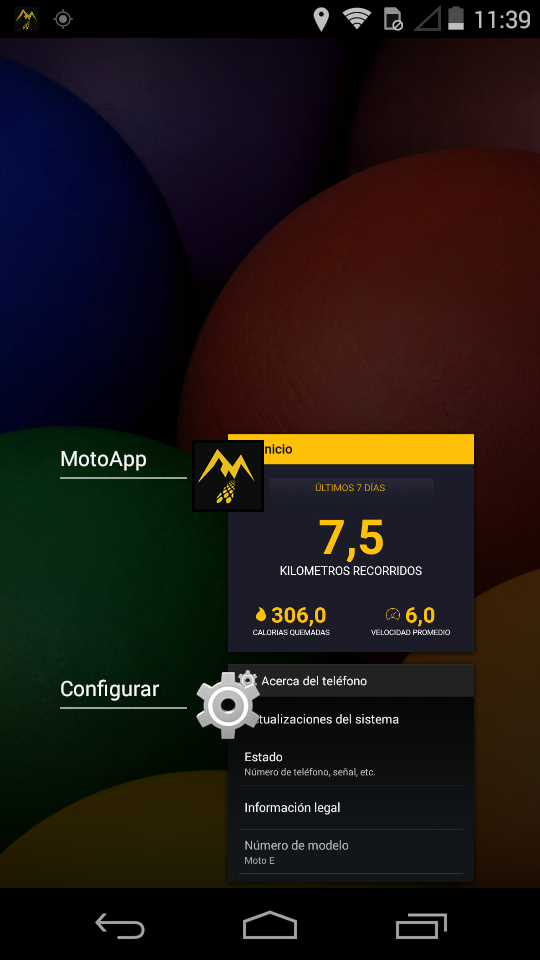 11:39
MotoApp
nicio
ÚLTIMOS 7 DÍAS
7,5
KILOMETROS RECORRIDOS
306,0
6,0
CALORIAS QUEMADAS
VELOCIDAD PROMEDIO
Configurar
Acerca del teléfono
tualizaciones del sistema
Estado
Número de teléfono, señal, etc.
Información legal
Número de modelo
Moto E